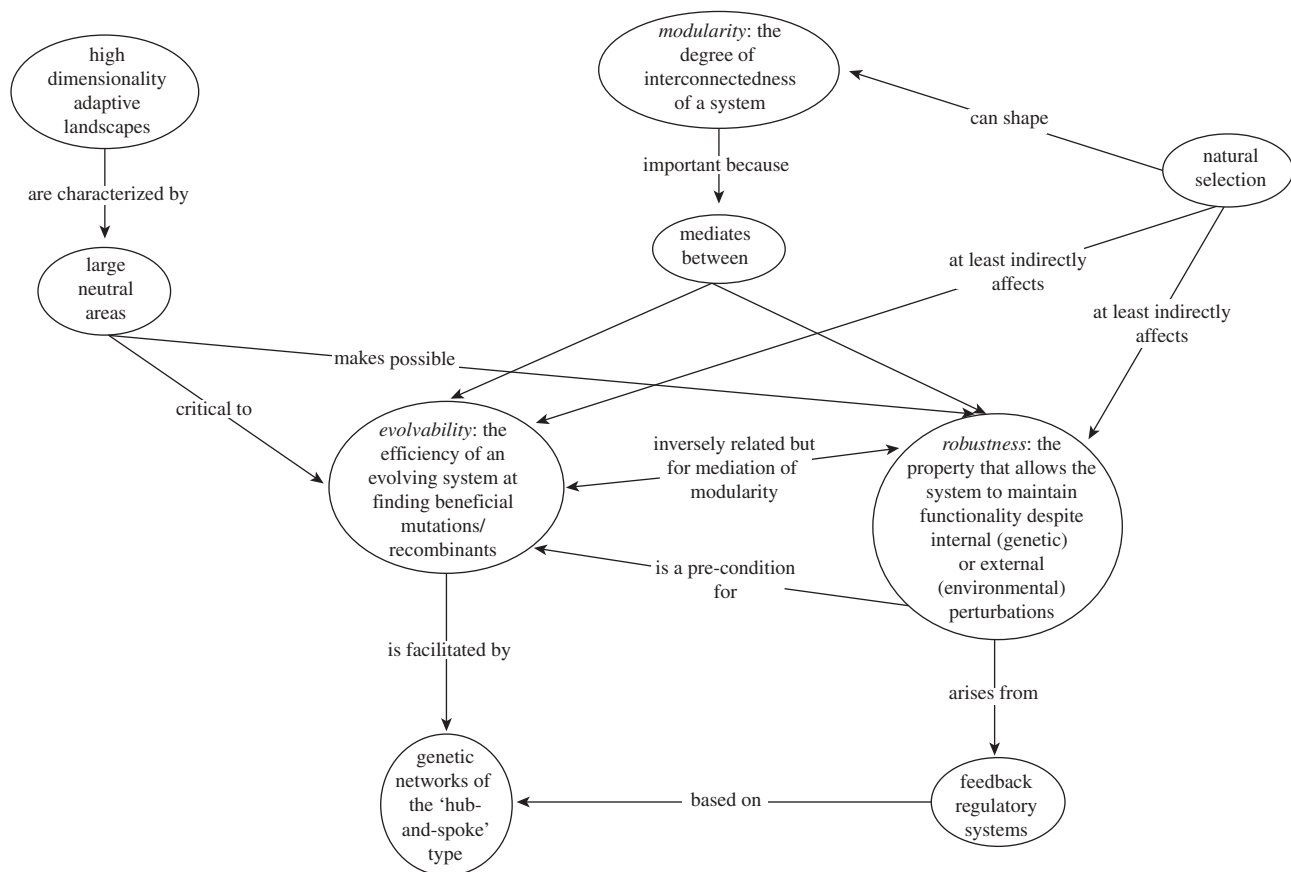 high
dimensionality
adaptive
landscapes
modularity: the
degree of
interconnectedness
of a system
can shape
natural
selection
important because
are characterized by
mediates
between
large
neutral
areas
at least indirectly
affects
at least indirectly
affects
makes possible
critical to
evolvability: the
efficiency of an
evolving system at
finding beneficial
mutations/
recombinants
inversely related but
for mediation of
modularity
robustness: the
property that allows the
system to maintain
functionality despite
internal (genetic)
or external
(environmental)
perturbations
is a pre-condition
for
is facilitated by
arises from
genetic
networks of
the ‘hub-
and-spoke’
type
based on
feedback
regulatory
systems